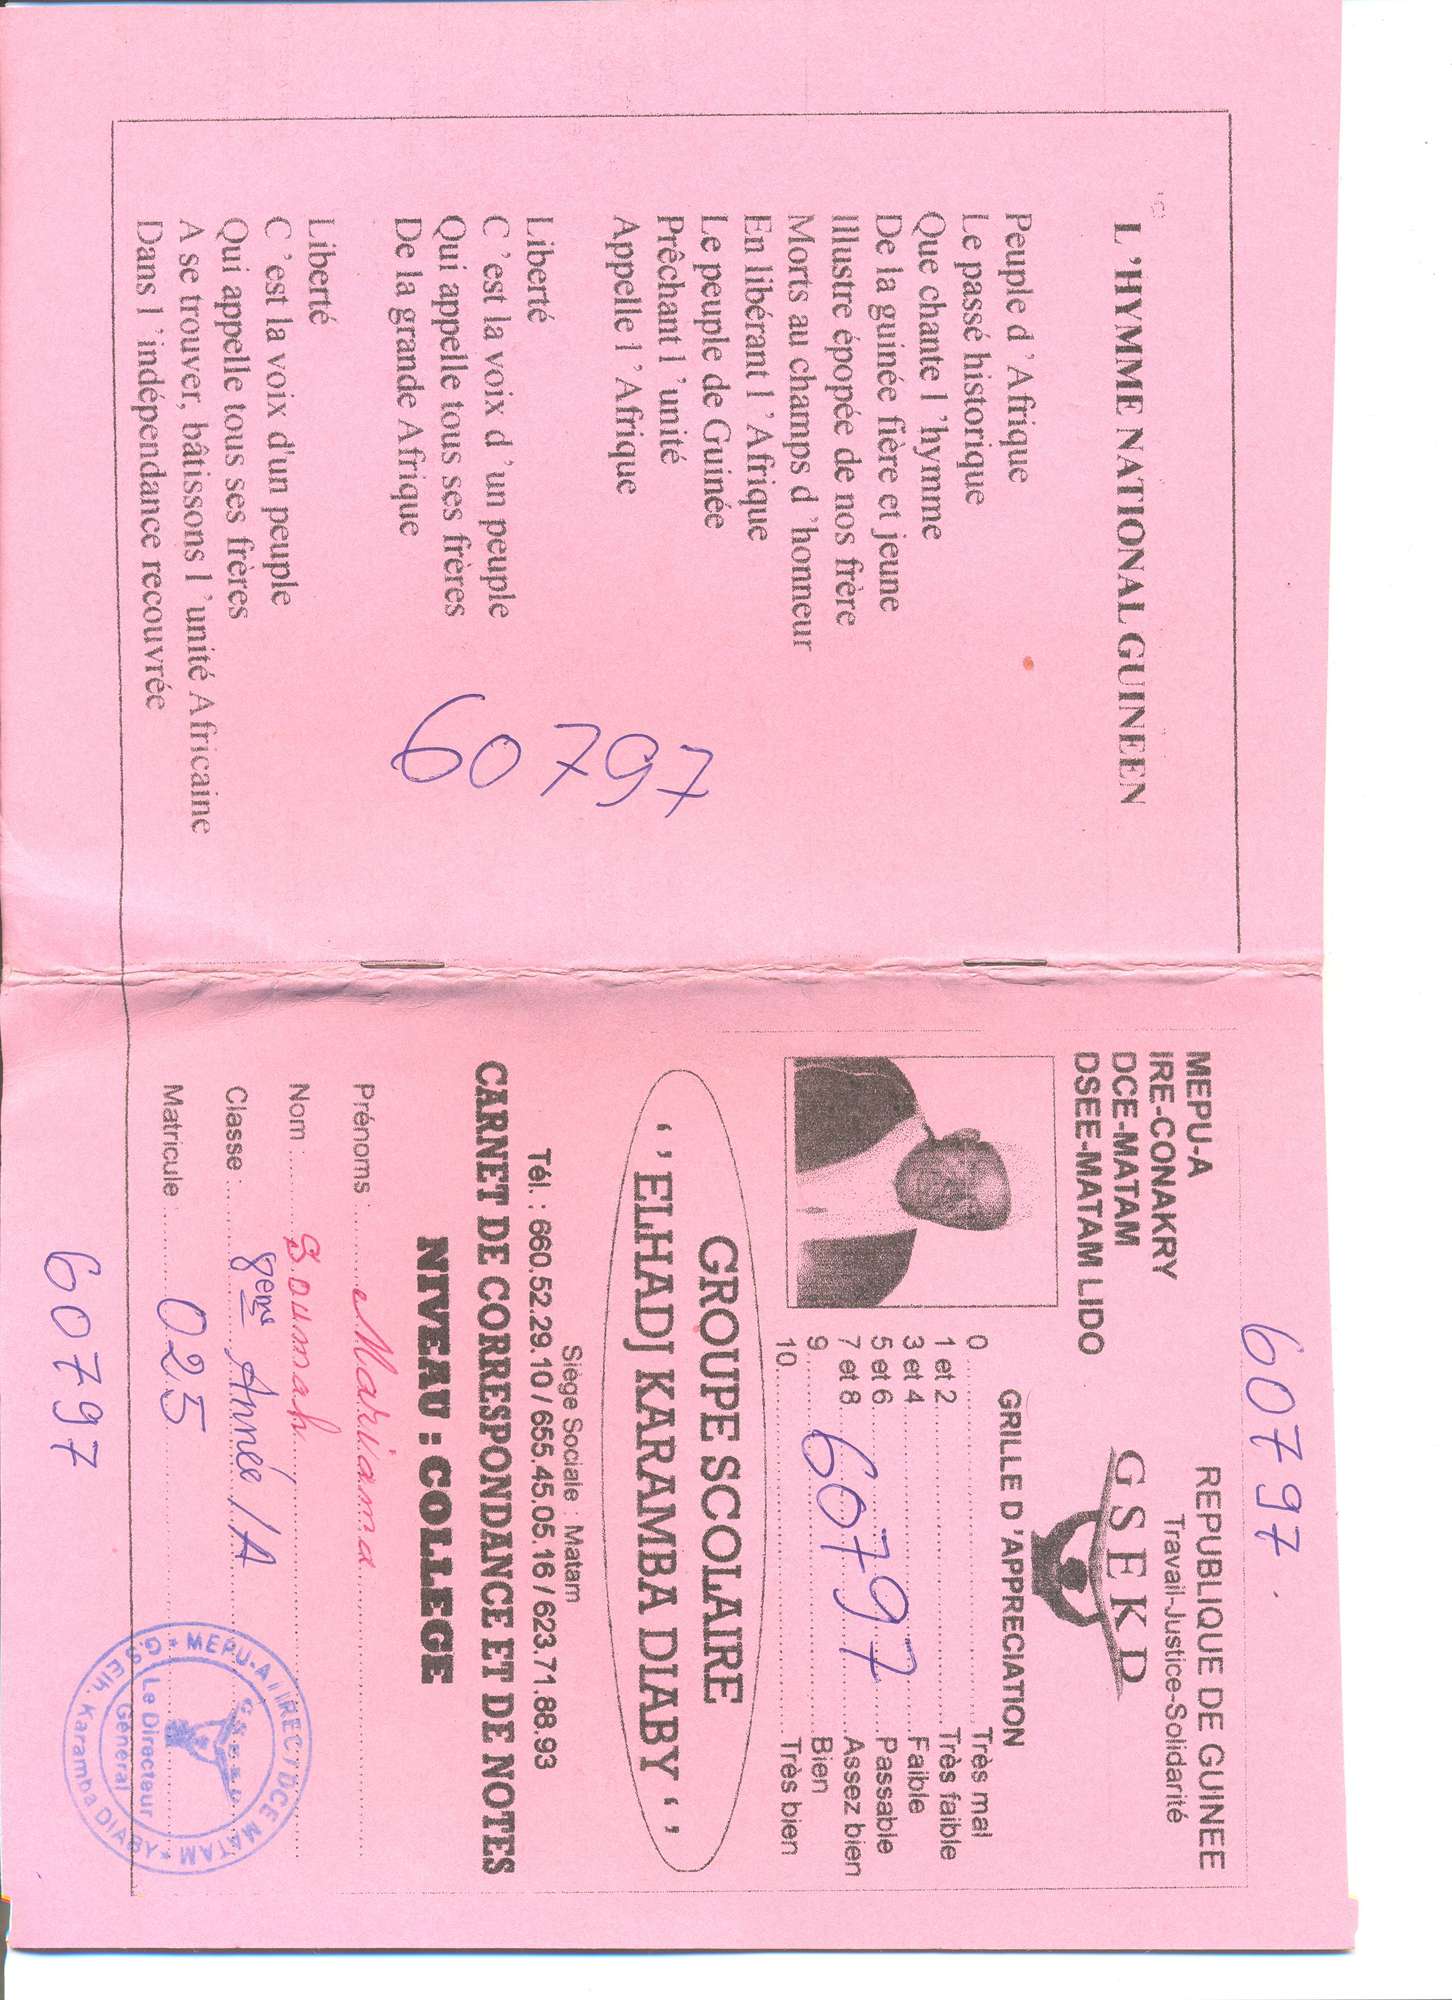 L 'HYMME NATIONAL GUINEEN
Peuple d 'Afrique
Le passé historique
Que chante l 'hymme
De la guinée fière et jeune
Illustre épopée de nos frère
Morts au champs d 'honneur
En libérant l 'Afrique
Le peuple de Guinée
Prêchant l 'unité
Appelle l 'Afrique
Liberté
C 'est la voix d 'un peuple
Qui appelle tous ses frères
De la grande Afrique
Liberté
C 'est la voix d'un peuple
Qui appelle tous ses frères
A se trouver, bâtissons l 'unité Africaine
Dans l 'indépendance recouvrée
60797
60797
MEPU-A
IRE-CONAKRY
DCE-MATAM
DSEE-MATAM LIDO
REPUBLIQUE DE GUINEE
Travail-Justice-Solidarité
GSEKD
GRILLE D 'APPRECIATION
0 Très mal
1 et 2 Très faible
3 et 4 Faible
5 et 6 Passable
7 et 8 Assez bien
9 Bien
10 Très bien
60797
GROUPE SCOLAIRE
' 'ELHADJ KARAMBA DIABY ' '
Siège Sociale : Matam
Tél. : 660.52.29.10 / 655.45.05.16 / 623.71.88.93
CARNET DE CORRESPONDANCE ET DE NOTES
NIVEAU : COLLEGE
Prénoms : Mariama
Nom : Soumah
Classe : 8ème Année /A
Matricule : 025
MEPU-A / IREC / DCE MATAM
Le Directeur
Général
Karamba DIABY
60797